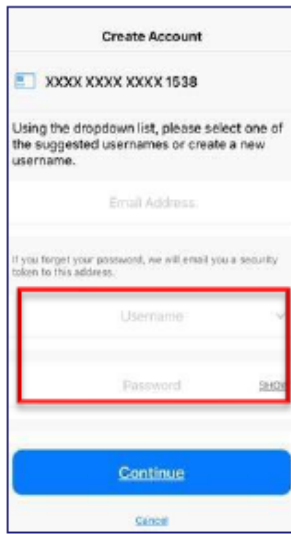 Create Account
XXXX XXXX XXXX 1538
Using the dropdown list, please select one of
the suggested usernames or create a new
username.
Email Address
If you forget your password, we will email you a security
token to this address.
Username
Password SHOW
Continue
Cancel